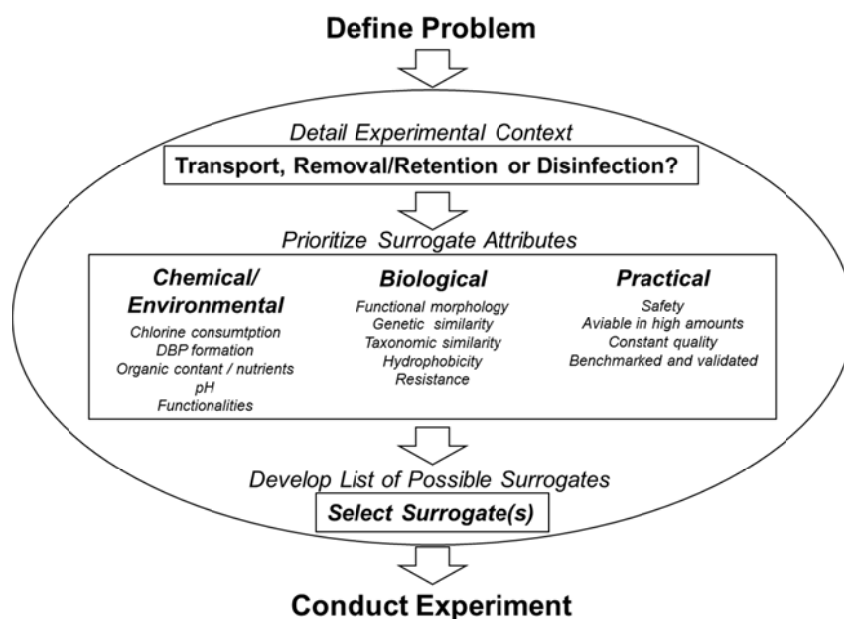 Define Problem
Detail Experimental Context
Transport, Removal/Retention or Disinfection?
Prioritize Surrogate Attributes
Chemical/
Environmental
Chlorine consumtption
DBP formation
Organic contant / nutrients
pH
Functionalities
Biological
Functional morphology
Genetic similarity
Taxonomic similarity
Hydrophobicity
Resistance
Practical
Safety
Aviable in high amounts
Constant quality
Benchmarked and validated
Develop List of Possible Surrogates
Select Surrogate(s)
Conduct Experiment